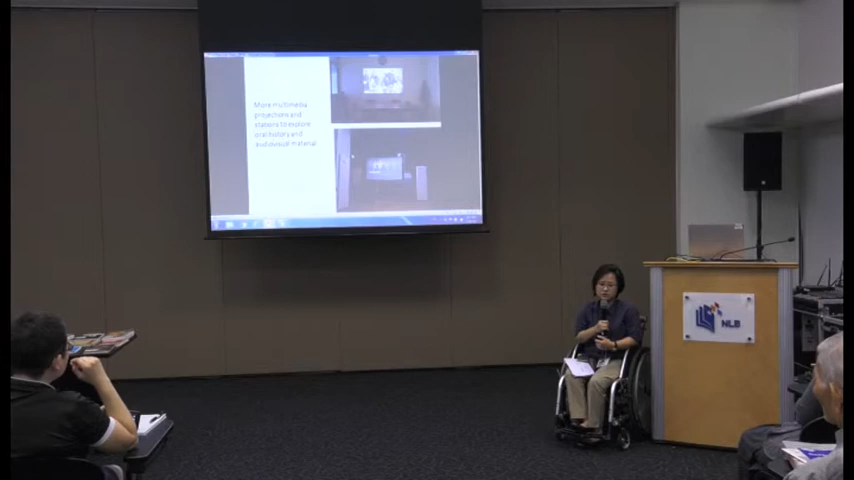 More multimedia
projections and
stations to explore
oral history and
audiovisual material.
NLB